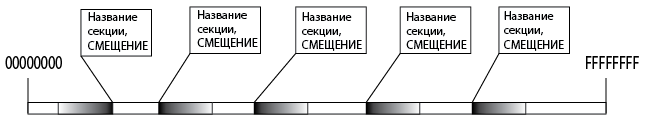 Название
секции,
СМЕЩЕНИЕ
Название
секции,
СМЕЩЕНИЕ
Название
секции,
СМЕЩЕНИЕ
Название
секции,
СМЕЩЕНИЕ
Название
секции,
СМЕЩЕНИЕ
00000000
FFFFFFFF